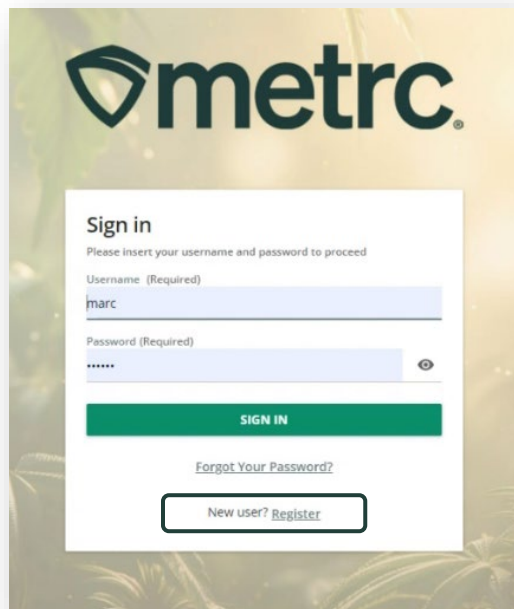 metrc®
Sign in
Please insert your username and password to proceed
Username (Required)
marc
Password (Required)
••••••
SIGN IN
Forgot Your Password?
New user? Register